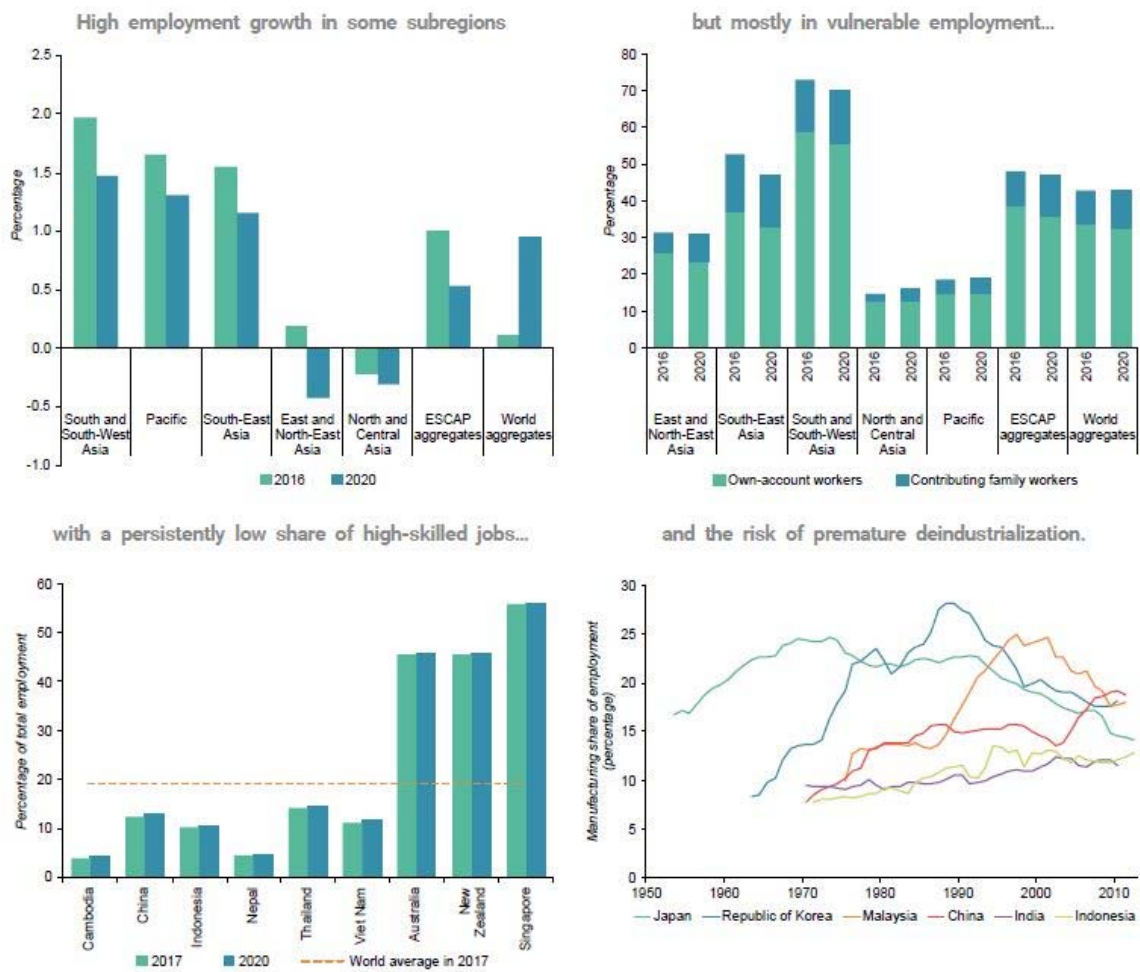 High employment growth in some subregions
Percentage
2.5
2.0
1.5
1.0
0.5
0.0
-0.5
-1.0
South and
South-West
Asia
Pacific
South-East
Asia
East and
North-East
Asia
North and
Central
Asia
ESCAP
aggregates
World
aggregates
2016
2020
but mostly in vulnerable employment...
Percentage
80
70
60
50
40
30
20
10
0
2016
2020
2016
2020
2016
2020
2016
2020
2016
2020
2016
2020
2016
2020
East and
North-East
Asia
South-East
Asia
South and
South-West
Asia
North and
Central
Asia
Pacific
ESCAP
aggregates
World
aggregates
Own-account workers
Contributing family workers
with a persistently low share of high-skilled jobs...
Percentage of total employment
60
50
40
30
20
10
0
Cambodia
China
Indonesia
Nepal
Thailand
Viet Nam
Australia
New
Zealand
Singapore
2017
2020
World average in 2017
and the risk of premature deindustrialization.
Manufacturing share of employment
(percentage)
30
25
20
15
10
5
0
1950
1960
1970
1980
1990
2000
2010
Japan
Republic of Korea
Malaysia
China
India
Indonesia